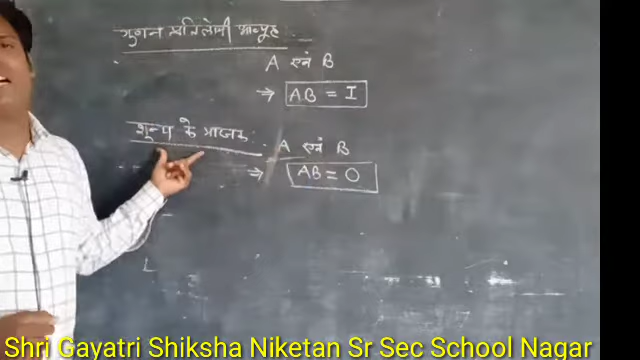 गुणन प्रतिलोमी आव्यूह
A एवं B
→ AB = I
शून्य के भाजक
A एवं B
→ AB = O
Shri Gayatri Shiksha Niketan Sr Sec School Nagar